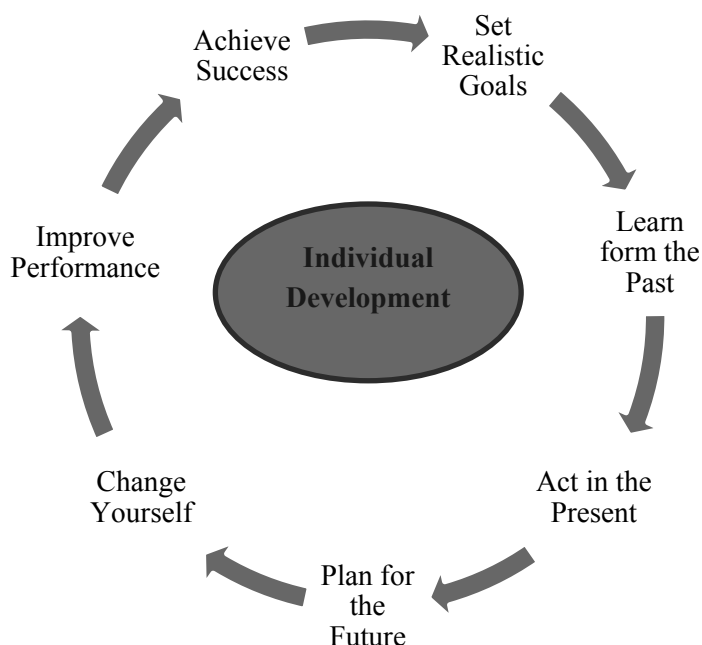 Set
Realistic
Goals
Learn
form the
Past
Act in the
Present
Plan for
the
Future
Change
Yourself
Improve
Performance
Achieve
Success
Individual
Development